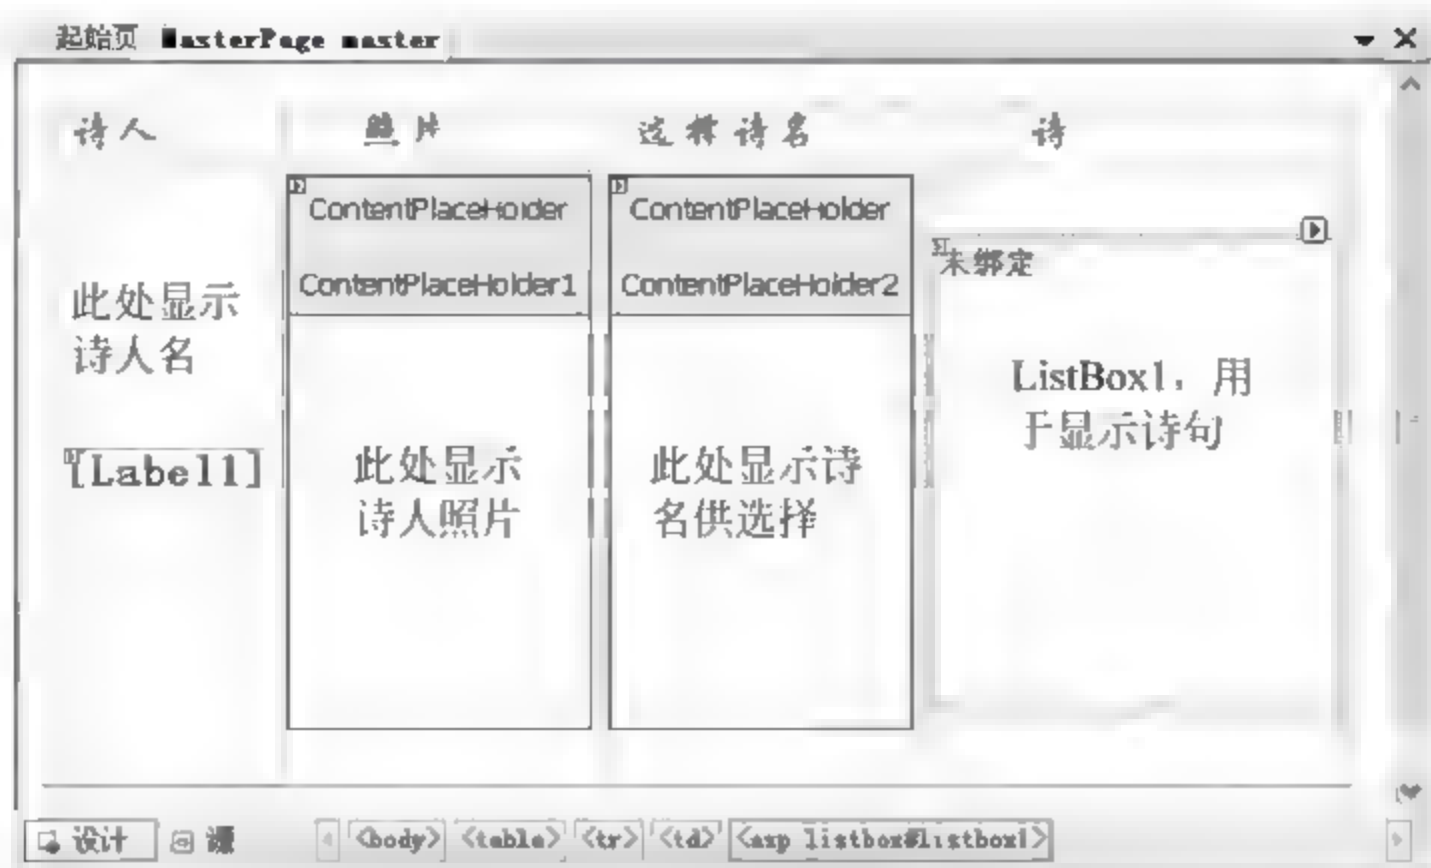 起始页 MasterPage master
诗人 照片 选择诗名 诗
ContentPlaceHolder
ContentPlaceHolder1
ContentPlaceHolder
ContentPlaceHolder2
未绑定
此处显示
诗人名
[Label1]
此处显示
诗人照片
此处显示诗
名供选择
ListBox1，用
于显示诗句
设计 源 <body> <table> <tr> <td> <asp listbox#listbox1>